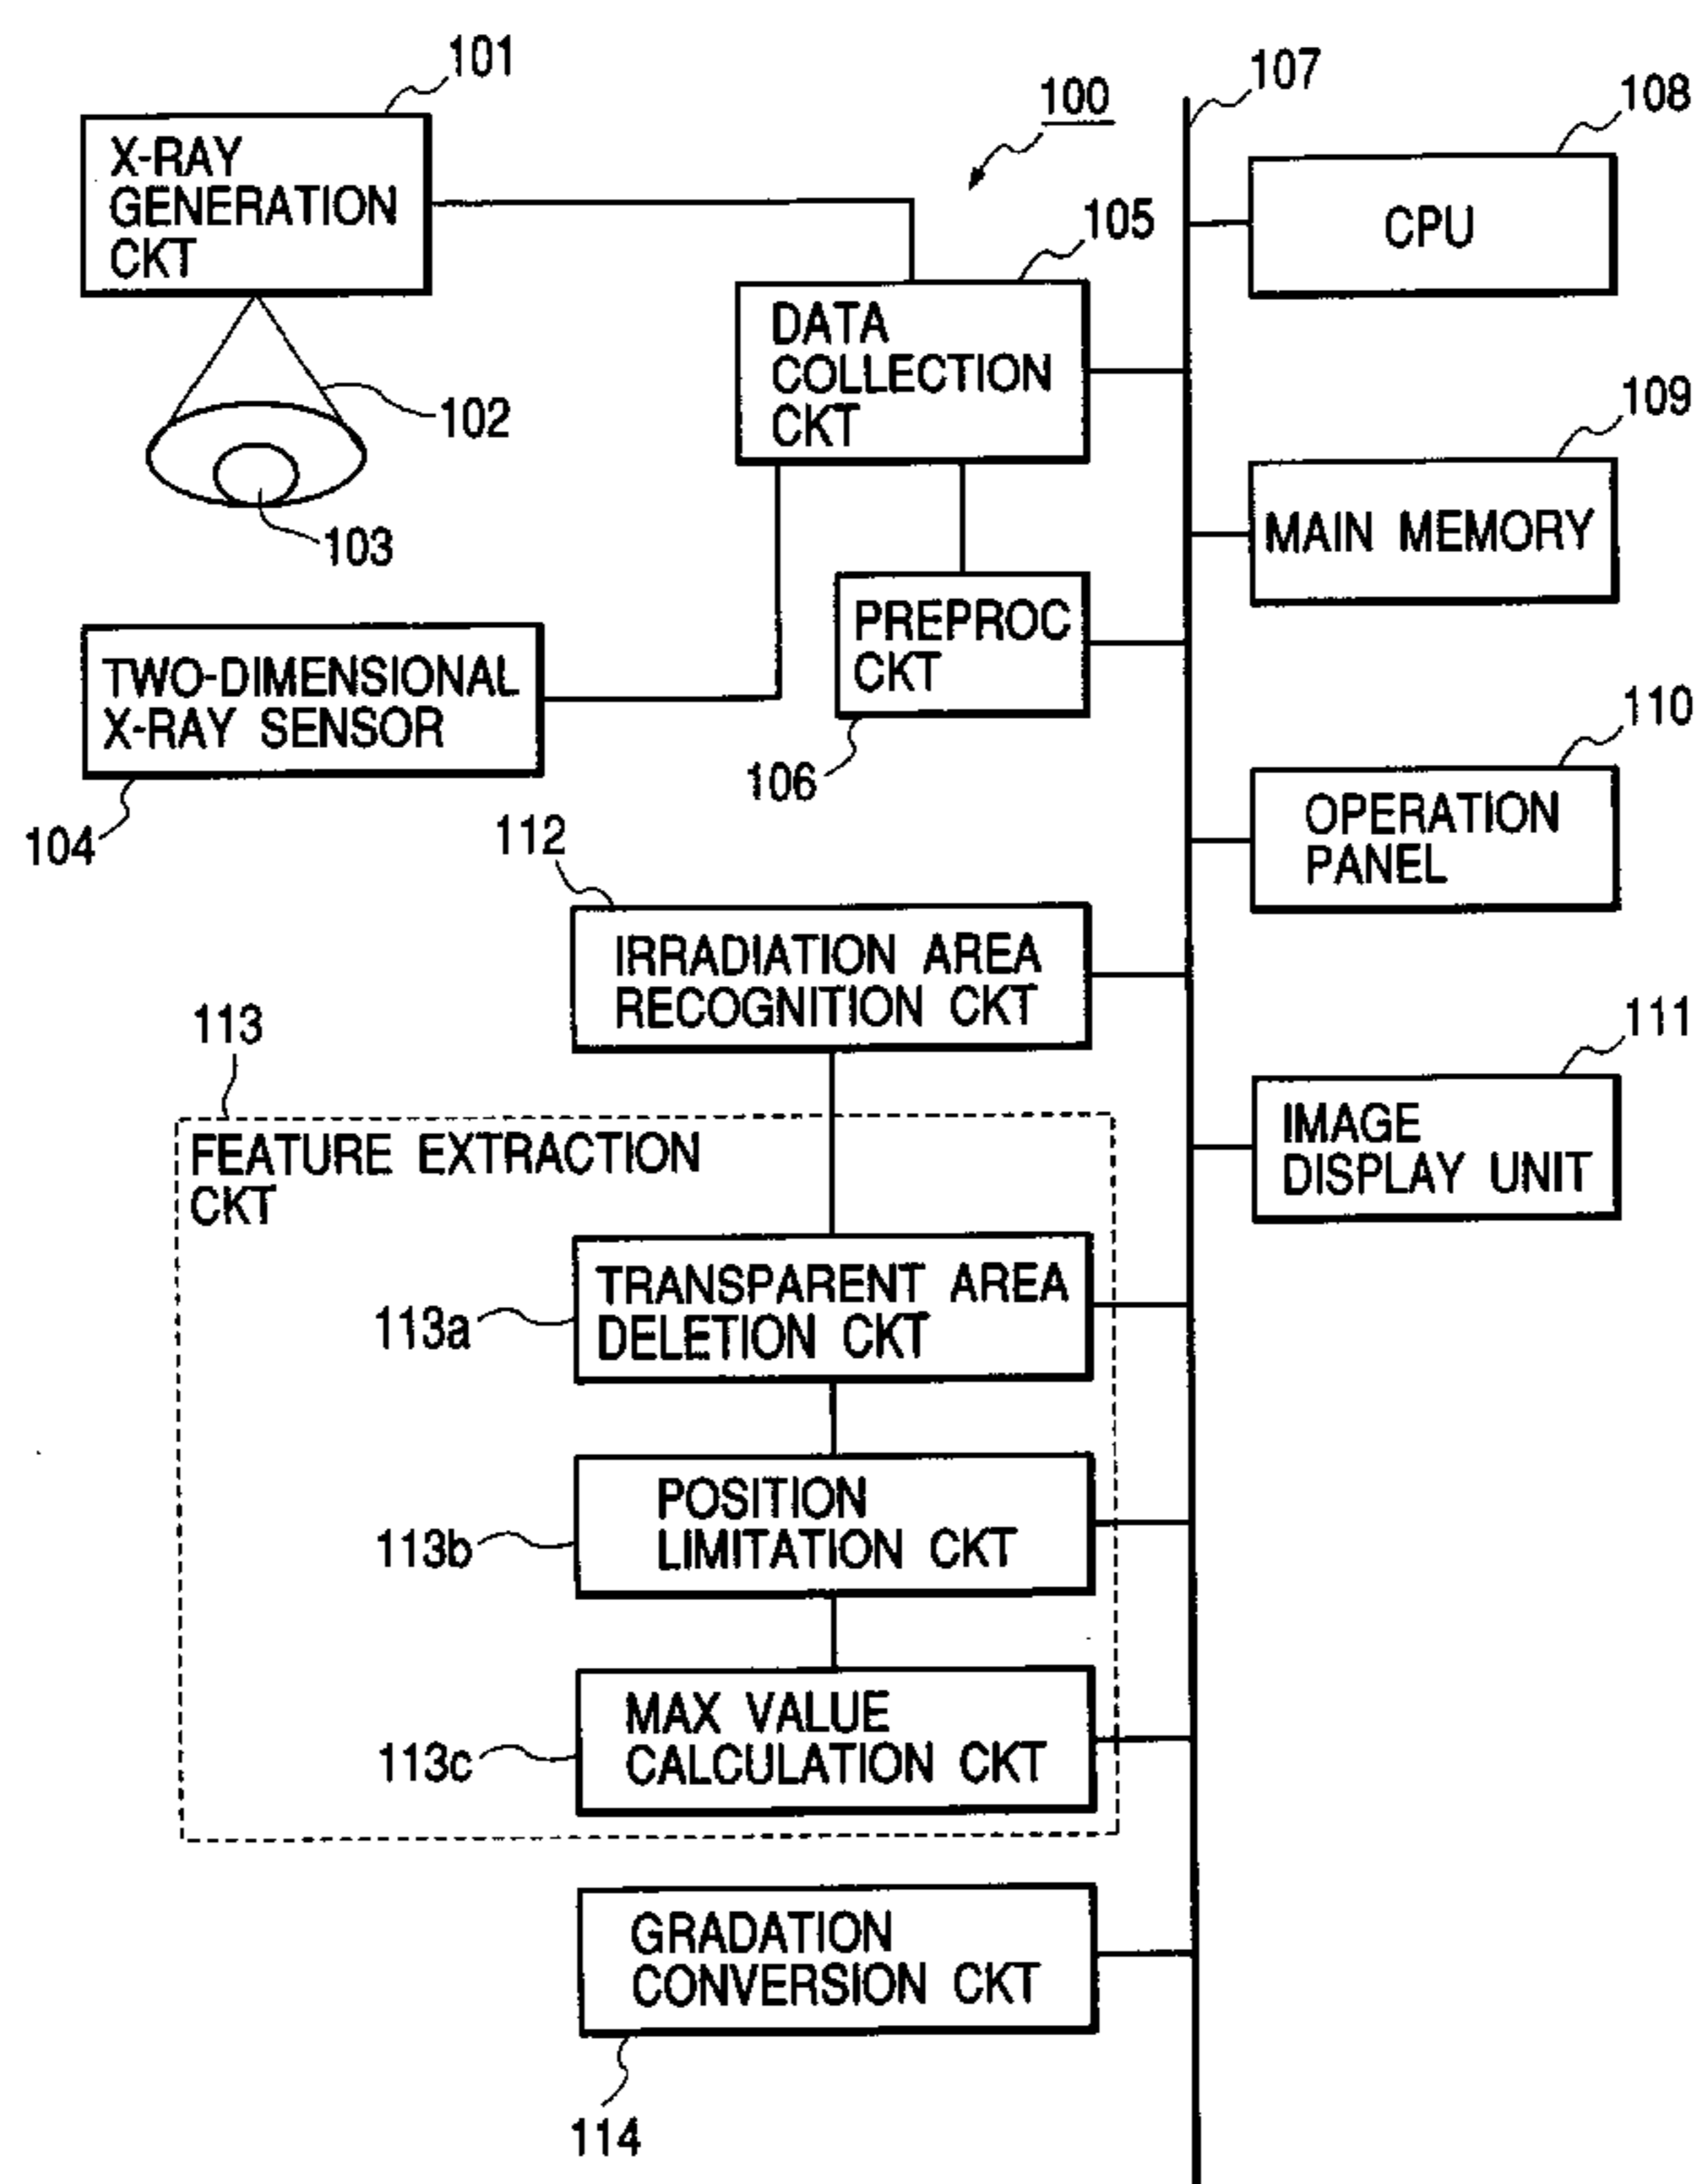 101
107
108
100
X-RAY
GENERATION
CKT
105
CPU
DATA
COLLECTION
CKT
102
109
103
MAIN MEMORY
PREPROC
CKT
TWO-DIMENSIONAL
X-RAY SENSOR
110
106
104
112
OPERATION
PANEL
IRRADIATION AREA
RECOGNITION CKT
113
111
FEATURE EXTRACTION
CKT
IMAGE
DISPLAY UNIT
113a
TRANSPARENT AREA
DELETION CKT
113b
POSITION
LIMITATION CKT
113c
MAX VALUE
CALCULATION CKT
GRADATION
CONVERSION CKT
114